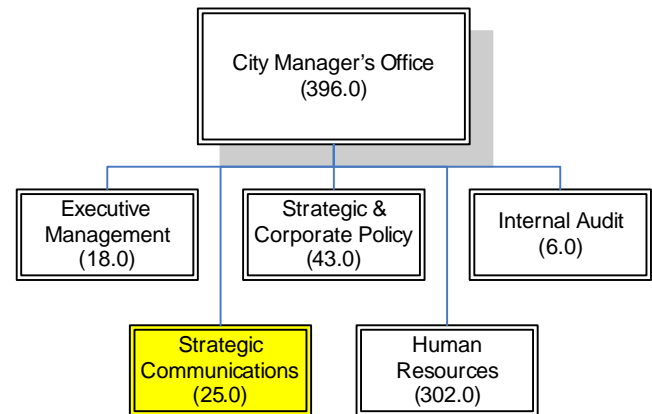 City Manager's Office
(396.0)
Executive
Management
(18.0)
Strategic &
Corporate Policy
(43.0)
Internal Audit
(6.0)
Strategic
Communications
(25.0)
Human
Resources
(302.0)